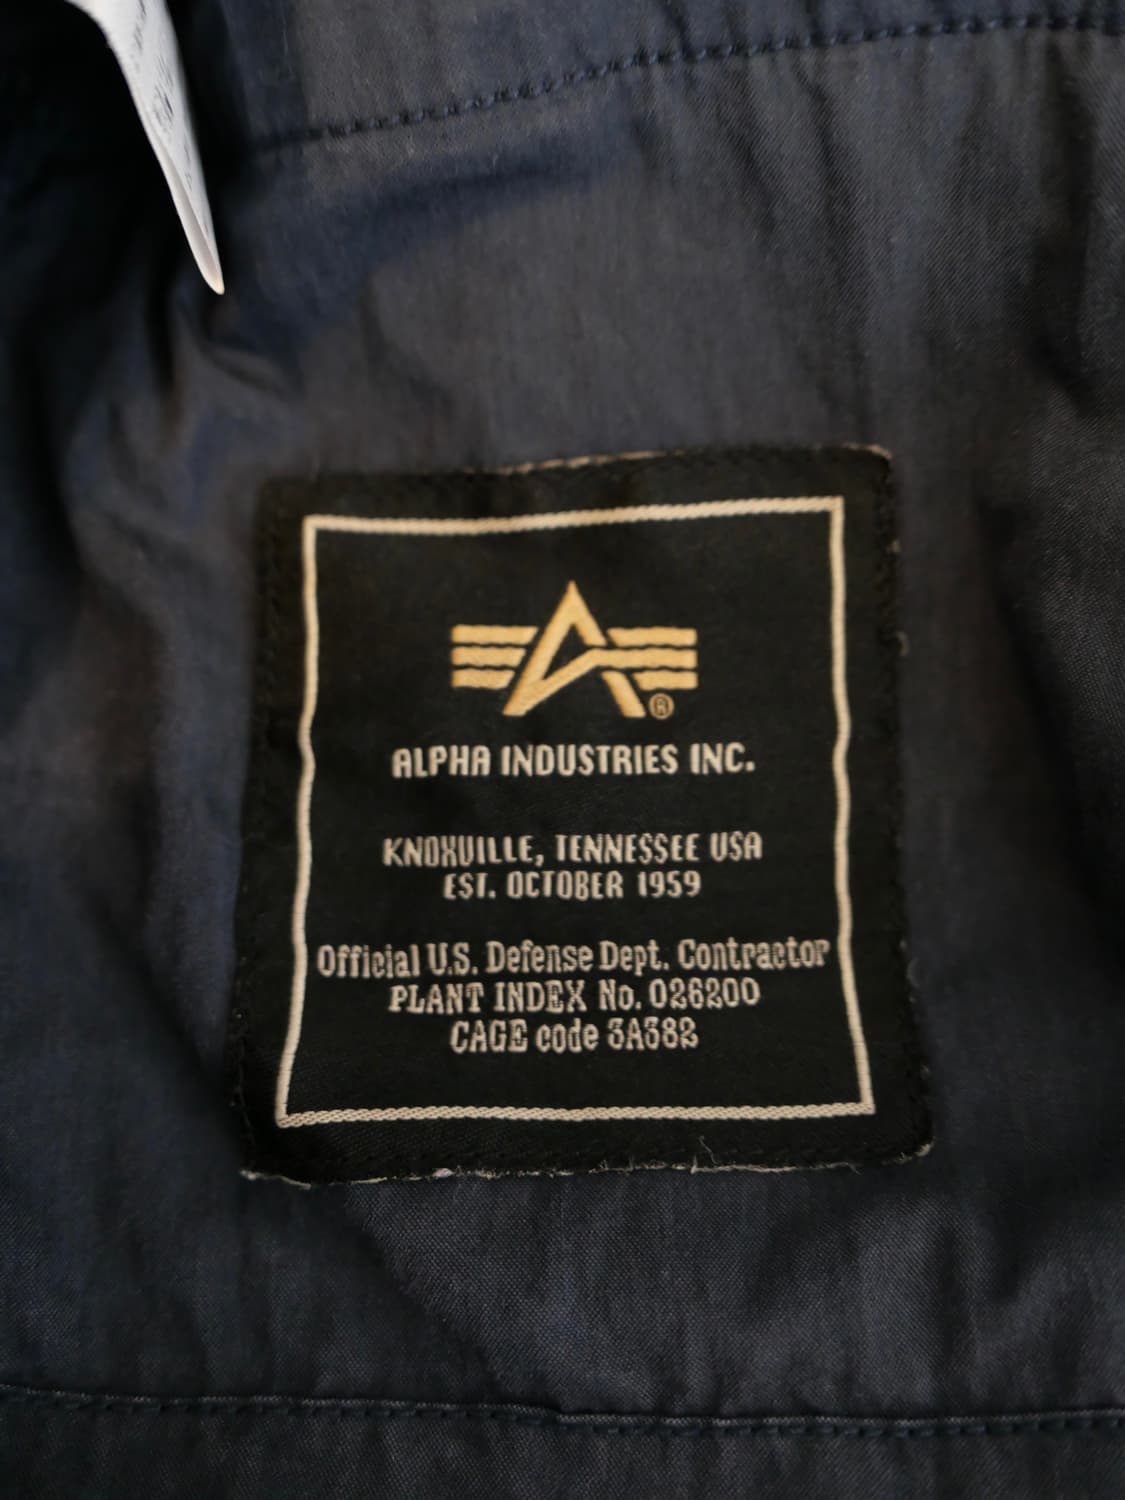 ®
ALPHA INDUSTRIES INC.
KNOXVILLE, TENNESSEE USA
EST. OCTOBER 1959
Official U.S. Defense Dept. Contractor
PLANT INDEX No. 026200
CAGE code 3A382